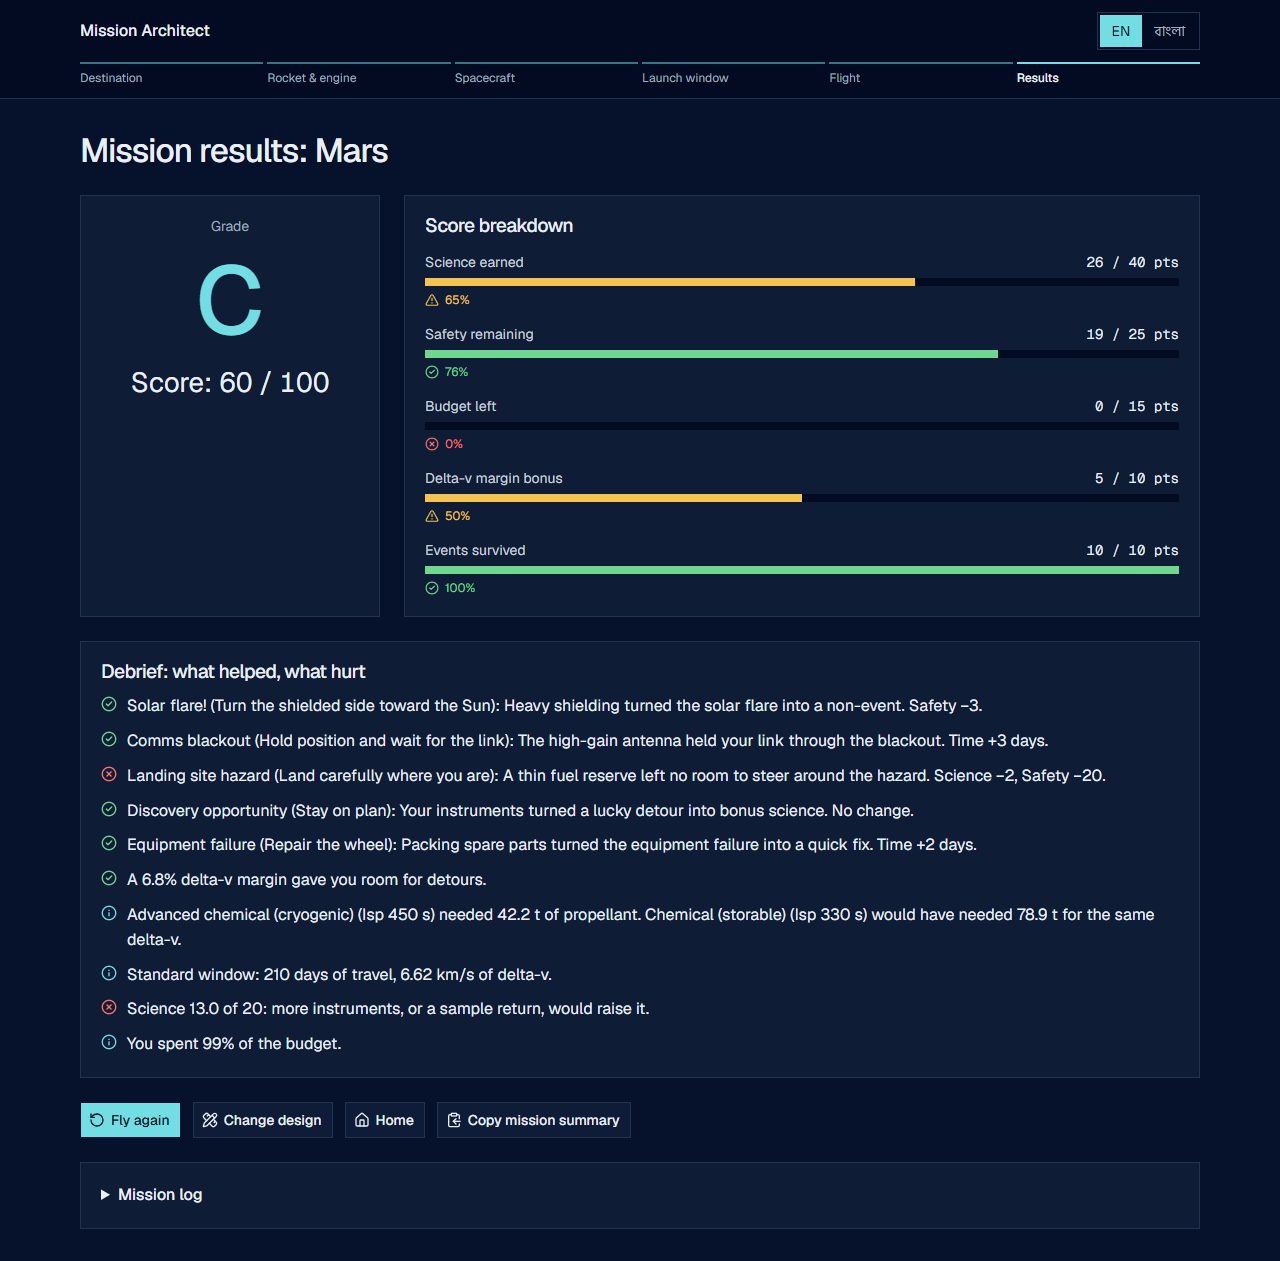 Mission Architect
EN
বাংলা
Destination
Rocket & engine
Spacecraft
Launch window
Flight
Results
Mission results: Mars
Grade
C
Score: 60 / 100
Score breakdown
Science earned
26 / 40 pts
65%
Safety remaining
19 / 25 pts
76%
Budget left
0 / 15 pts
0%
Delta-v margin bonus
5 / 10 pts
50%
Events survived
10 / 10 pts
100%
Debrief: what helped, what hurt
Solar flare! (Turn the shielded side toward the Sun): Heavy shielding turned the solar flare into a non-event. Safety −3.
Comms blackout (Hold position and wait for the link): The high-gain antenna held your link through the blackout. Time +3 days.
Landing site hazard (Land carefully where you are): A thin fuel reserve left no room to steer around the hazard. Science −2, Safety −20.
Discovery opportunity (Stay on plan): Your instruments turned a lucky detour into bonus science. No change.
Equipment failure (Repair the wheel): Packing spare parts turned the equipment failure into a quick fix. Time +2 days.
A 6.8% delta-v margin gave you room for detours.
Advanced chemical (cryogenic) (Isp 450 s) needed 42.2 t of propellant. Chemical (storable) (Isp 330 s) would have needed 78.9 t for the same
delta-v.
Standard window: 210 days of travel, 6.62 km/s of delta-v.
Science 13.0 of 20: more instruments, or a sample return, would raise it.
You spent 99% of the budget.
Fly again
Change design
Home
Copy mission summary
Mission log